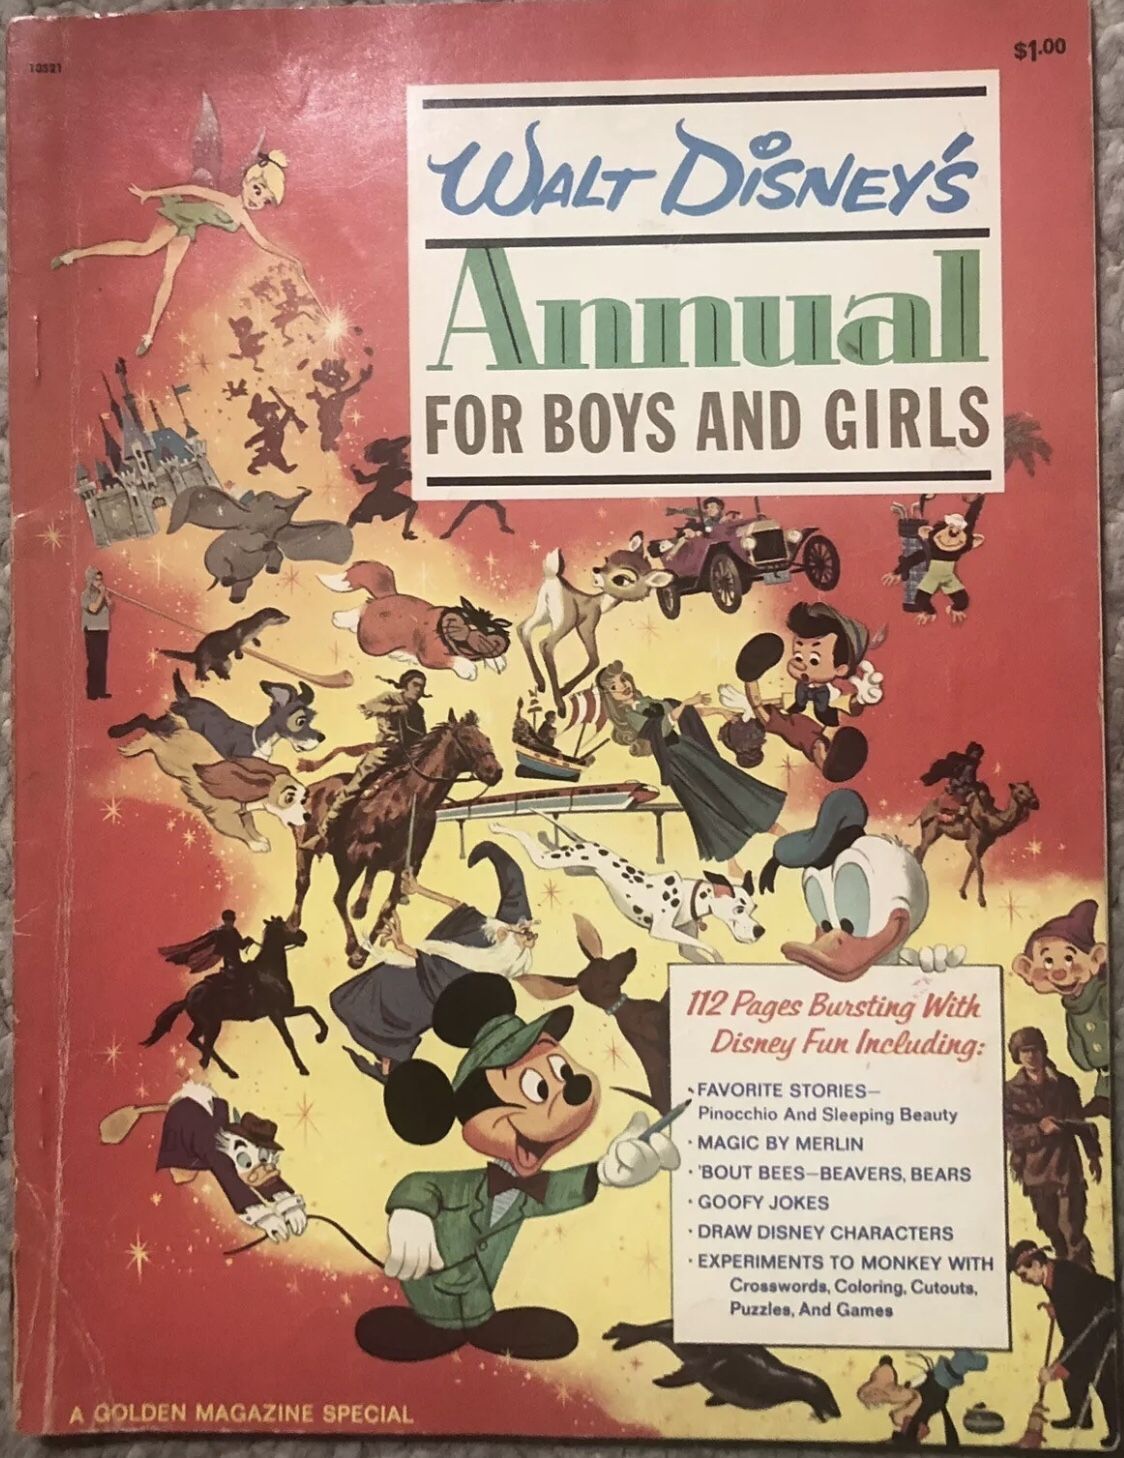 10521
$1.00
WALT DISNEY'S
Annual
FOR BOYS AND GIRLS
112 Pages Bursting With
Disney Fun Including:
• FAVORITE STORIES—
Pinocchio And Sleeping Beauty
• MAGIC BY MERLIN
• 'BOUT BEES—BEAVERS, BEARS
• GOOFY JOKES
• DRAW DISNEY CHARACTERS
• EXPERIMENTS TO MONKEY WITH
Crosswords, Coloring, Cutouts,
Puzzles, And Games
A GOLDEN MAGAZINE SPECIAL